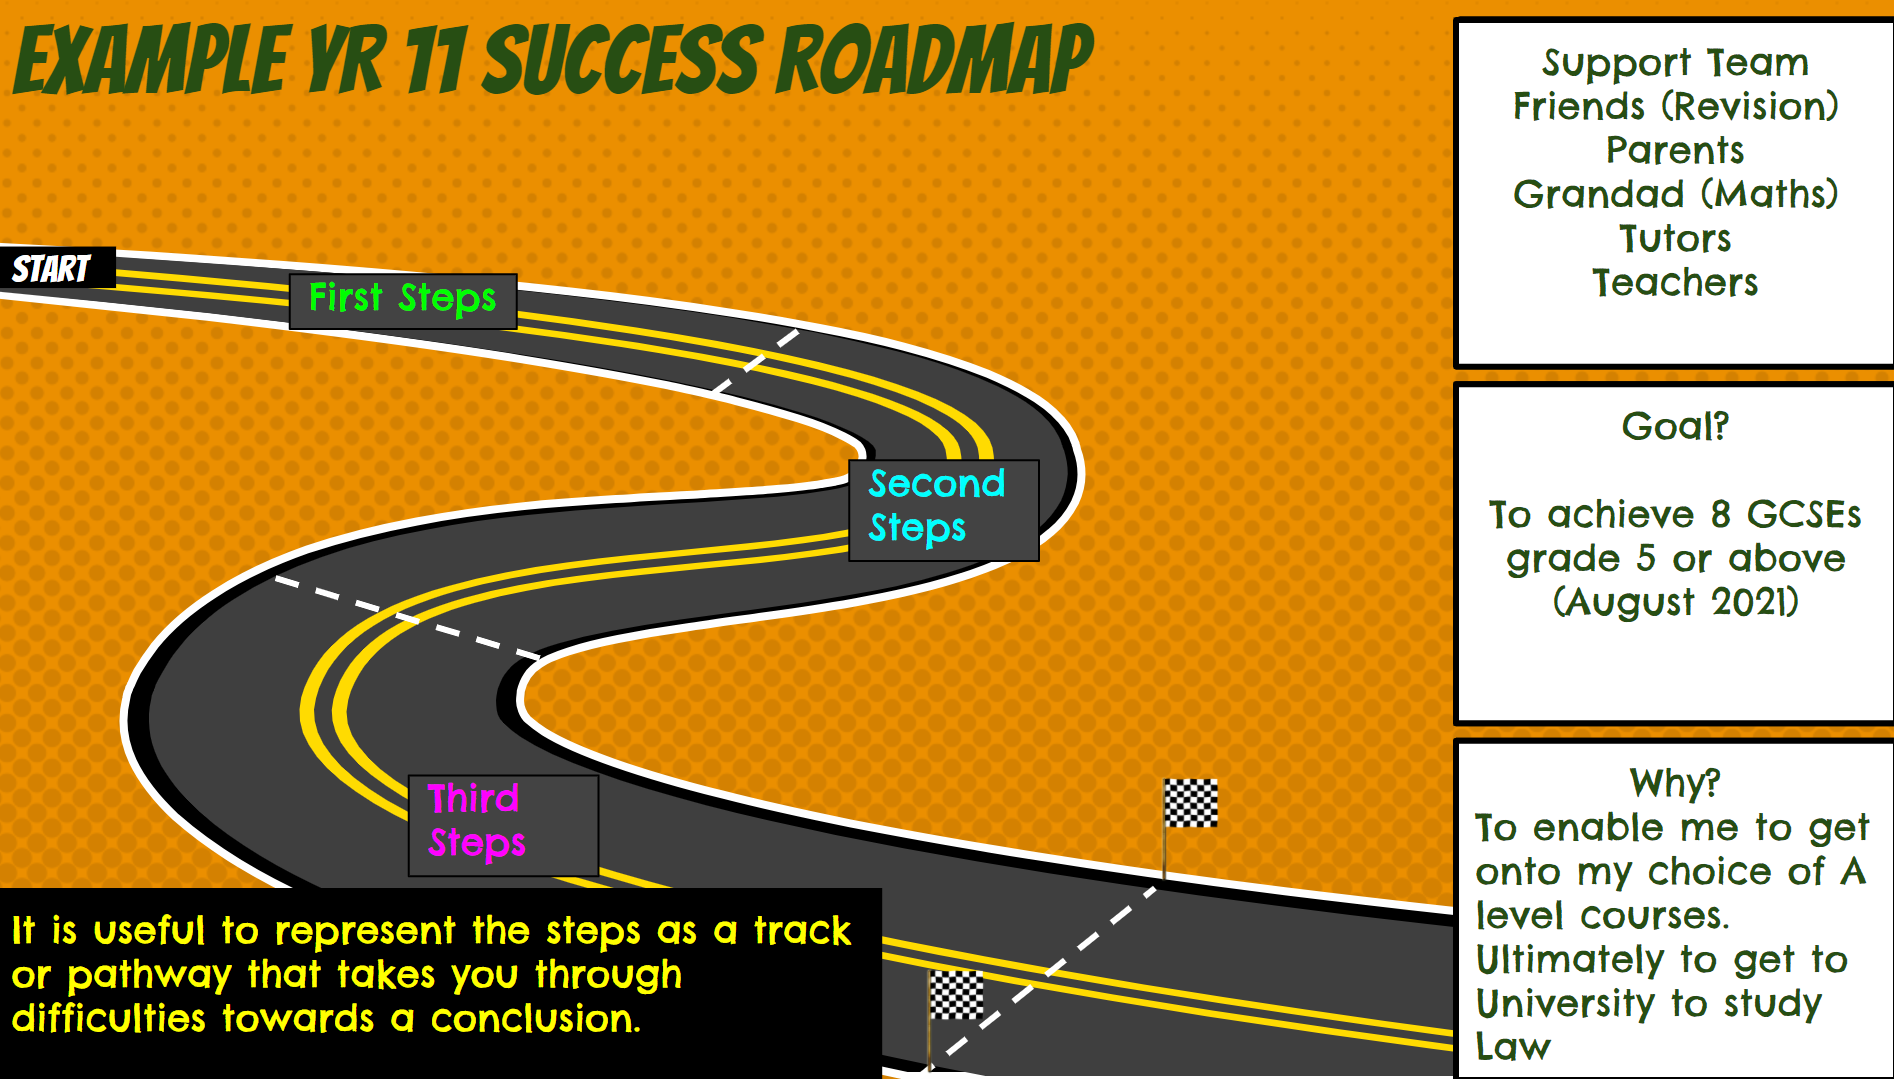 EXAMPLE YR 11 SUCCESS ROADMAP
START
First Steps
Second
Steps
Third
Steps
It is useful to represent the steps as a track
or pathway that takes you through
difficulties towards a conclusion.
Support Team
Friends (Revision)
Parents
Grandad (Maths)
Tutors
Teachers
Goal?
To achieve 8 GCSEs
grade 5 or above
(August 2021)
Why?
To enable me to get
onto my choice of A
level courses.
Ultimately to get to
University to study
Law